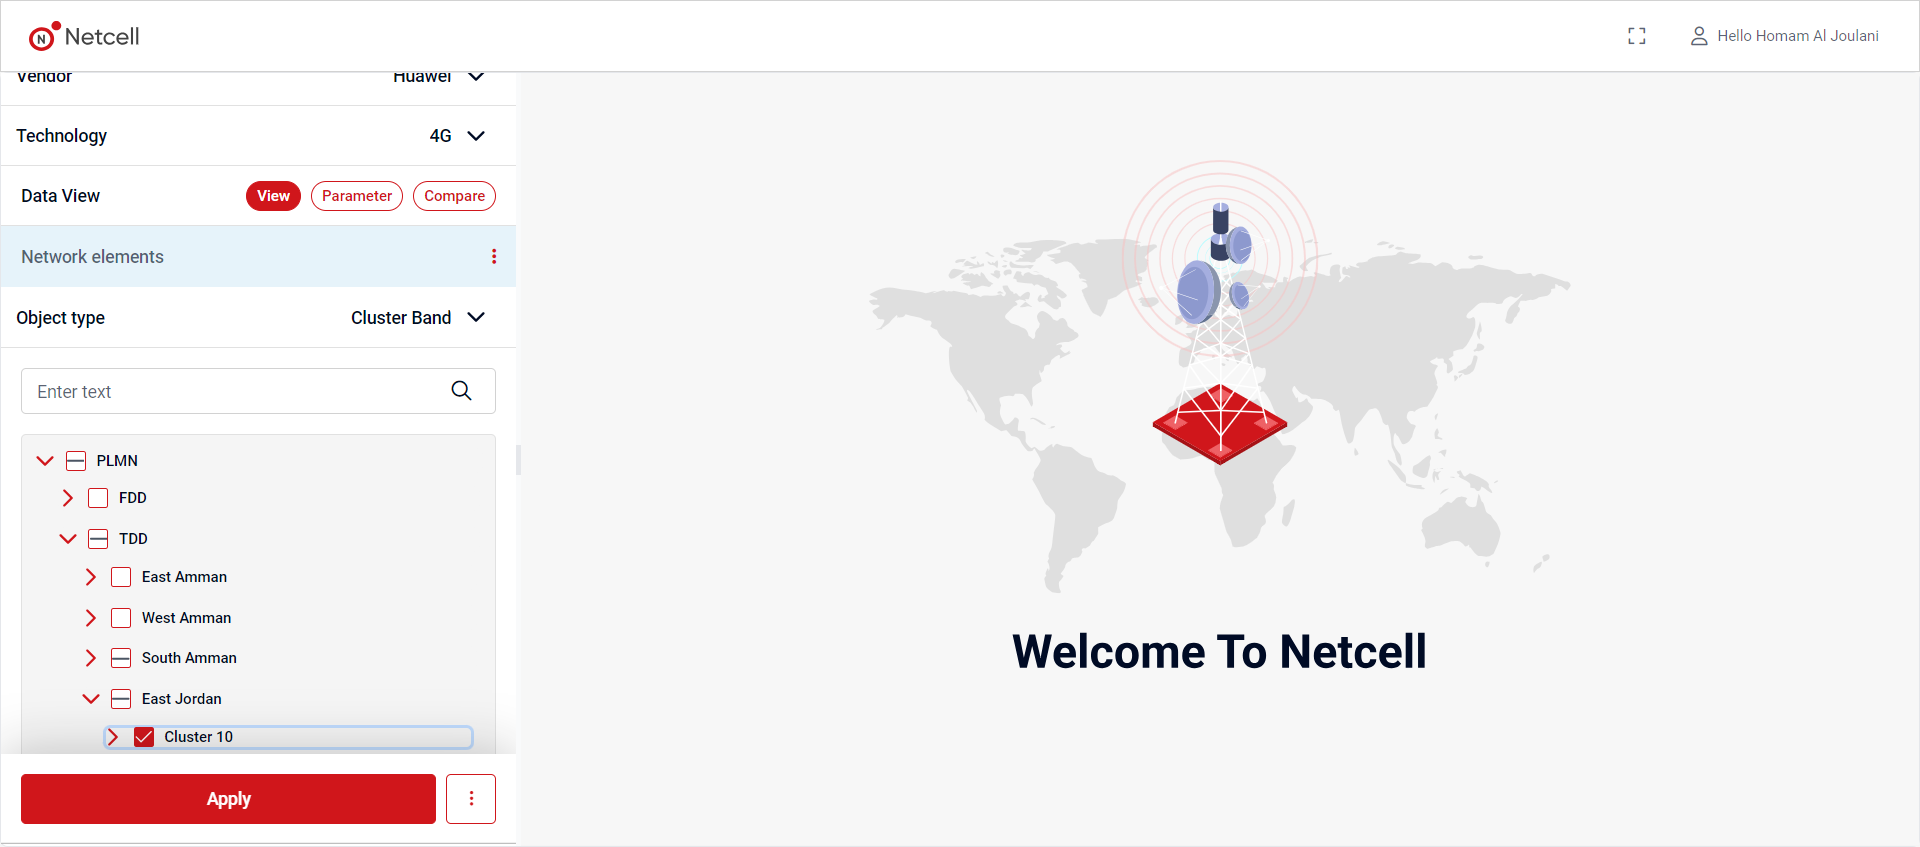 N Netcell
Hello Homam Al Joulani
Vendor Huawei
Technology 4G
Data View View Parameter Compare
Network elements
Object type Cluster Band
Enter text
PLMN
FDD
TDD
East Amman
West Amman
South Amman
East Jordan
Cluster 10
Apply
Welcome To Netcell